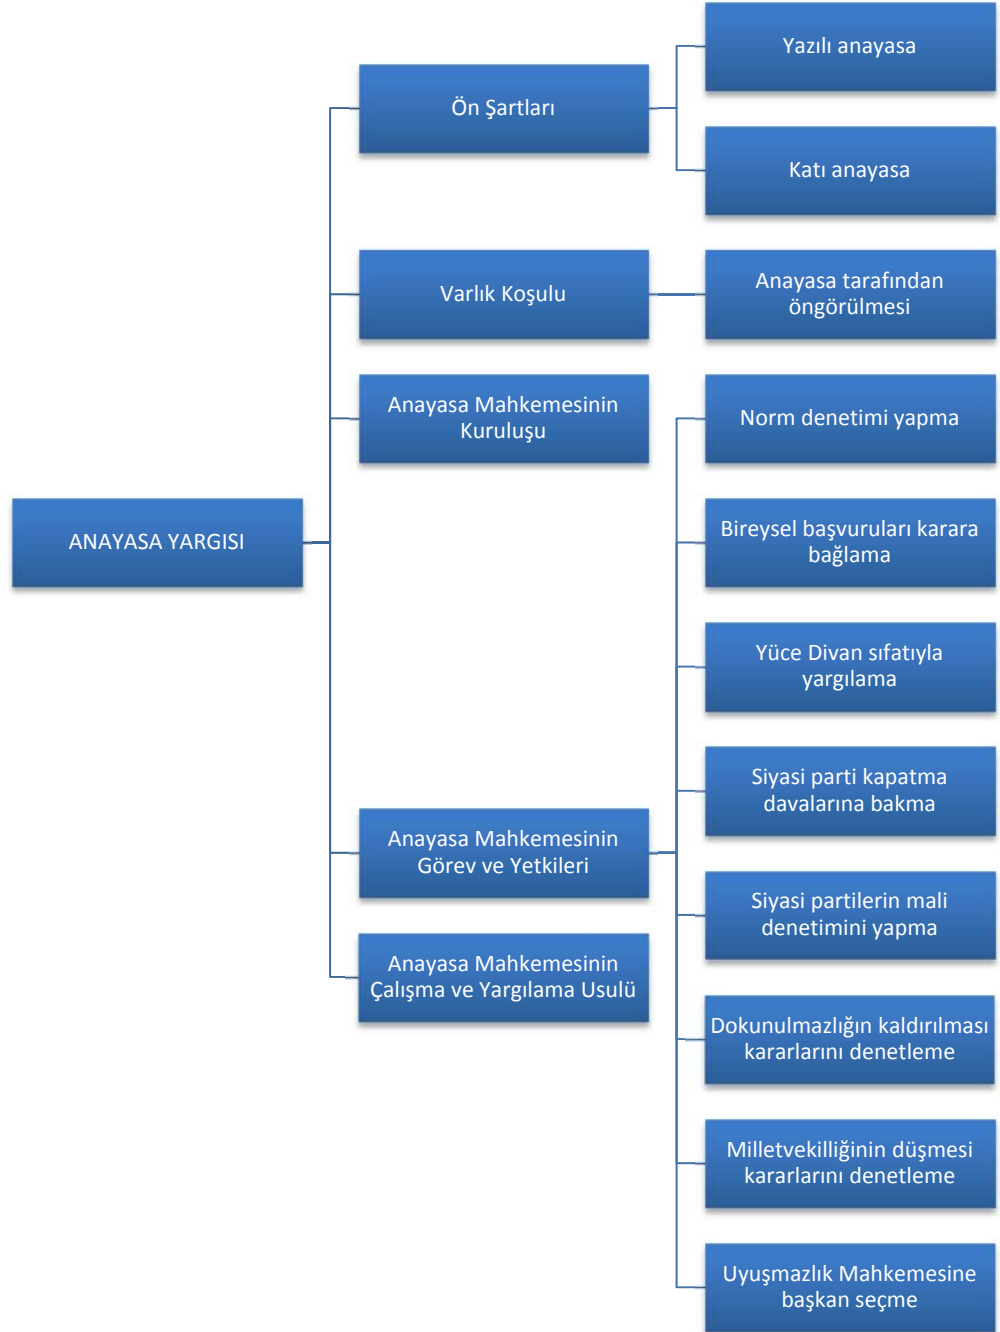 ANAYASA YARGISI
Ön Şartları
Yazılı anayasa
Katı anayasa
Varlık Koşulu
Anayasa tarafından
öngörülmesi
Anayasa Mahkemesinin
Kuruluşu
Anayasa Mahkemesinin
Görev ve Yetkileri
Norm denetimi yapma
Bireysel başvuruları karara
bağlama
Yüce Divan sıfatıyla
yargılama
Siyasi parti kapatma
davalarına bakma
Siyasi partilerin mali
denetimini yapma
Dokunulmazlığın kaldırılması
kararlarını denetleme
Milletvekilliğinin düşmesi
kararlarını denetleme
Uyuşmazlık Mahkemesine
başkan seçme
Anayasa Mahkemesinin
Çalışma ve Yargılama Usulü